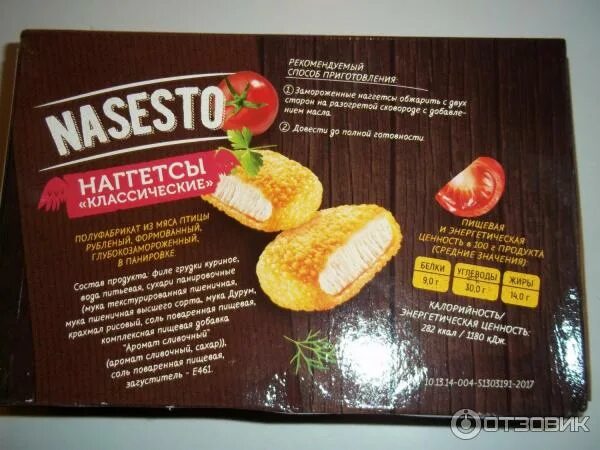 NASESTO
НАГГЕТСЫ
«КЛАССИЧЕСКИЕ»
ПОЛУФАБРИКАТ ИЗ МЯСА ПТИЦЫ
РУБЛЕНЫЙ, ФОРМОВАННЫЙ,
ГЛУБОКОЗАМОРОЖЕННЫЙ,
В ПАНИРОВКЕ.
Состав продукта: филе грудки куриное,
вода питьевая, сухари панировочные
(мука текстурированная пшеничная,
мука пшеничная высшего сорта, мука Дурум,
крахмал рисовый, соль поваренная пищевая,
комплексная пищевая добавка
"Аромат сливочный"
(аромат сливочный, сахар)),
соль поваренная пищевая,
загуститель - Е461.
РЕКОМЕНДУЕМЫЙ
СПОСОБ ПРИГОТОВЛЕНИЯ:
1 Замороженные наггетсы обжарить с двух
сторон на разогретой сковороде с добавле-
нием масла.
2 Довести до полной готовности.
ПИЩЕВАЯ
И ЭНЕРГЕТИЧЕСКАЯ
ЦЕННОСТЬ в 100 г ПРОДУКТА
(СРЕДНИЕ ЗНАЧЕНИЯ):
БЕЛКИ УГЛЕВОДЫ ЖИРЫ
9,0 г 30,0 г 14,0 г
КАЛОРИЙНОСТЬ/
ЭНЕРГЕТИЧЕСКАЯ ЦЕННОСТЬ:
282 ккал / 1180 кДж.
10.13.14-004-51303191-2017
ОТЗОВИК